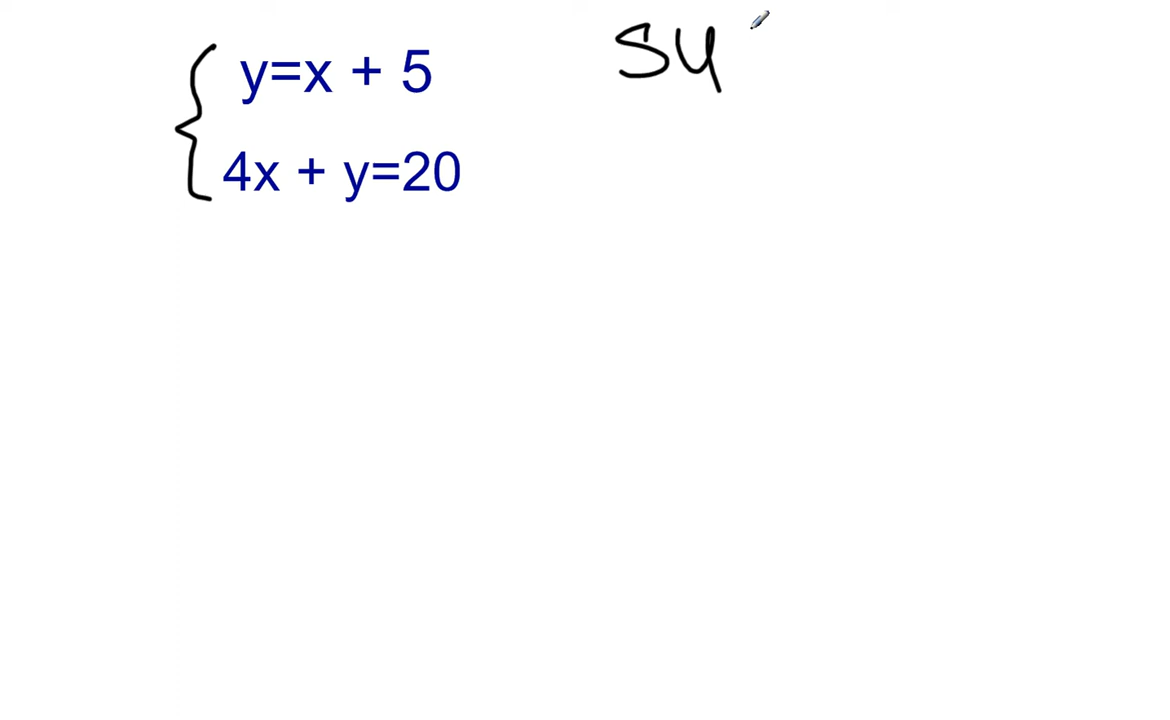 y=x + 5
4x + y=20
su